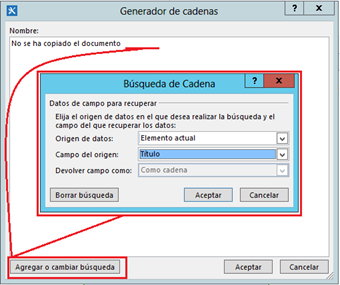 Generador de cadenas
Nombre:
No se ha copiado el documento
Búsqueda de Cadena
Datos de campo para recuperar
Elija el origen de datos en el que desea realizar la búsqueda y el
campo del que recuperar los datos:
Origen de datos: Elemento actual
Campo del origen: Título
Devolver campo como: Como cadena
Borrar búsqueda Aceptar Cancelar
Agregar o cambiar búsqueda Aceptar Cancelar